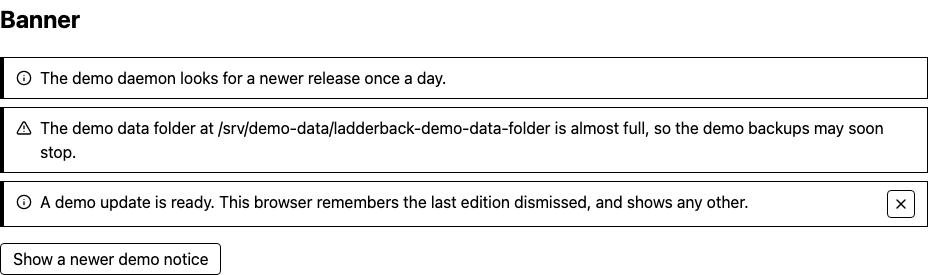 Banner
The demo daemon looks for a newer release once a day.
The demo data folder at /srv/demo-data/ladderback-demo-data-folder is almost full, so the demo backups may soon
stop.
A demo update is ready. This browser remembers the last edition dismissed, and shows any other.
Show a newer demo notice